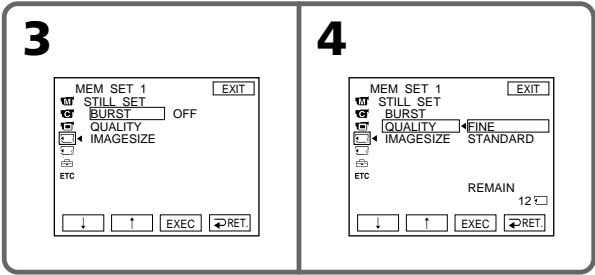 3
MEM SET 1 EXIT
STILL SET
BURST OFF
QUALITY
IMAGESIZE
ETC
↓ ↑ EXEC RET.
4
MEM SET 1 EXIT
STILL SET
BURST
QUALITY FINE
IMAGESIZE STANDARD
ETC
REMAIN
12
↓ ↑ EXEC RET.